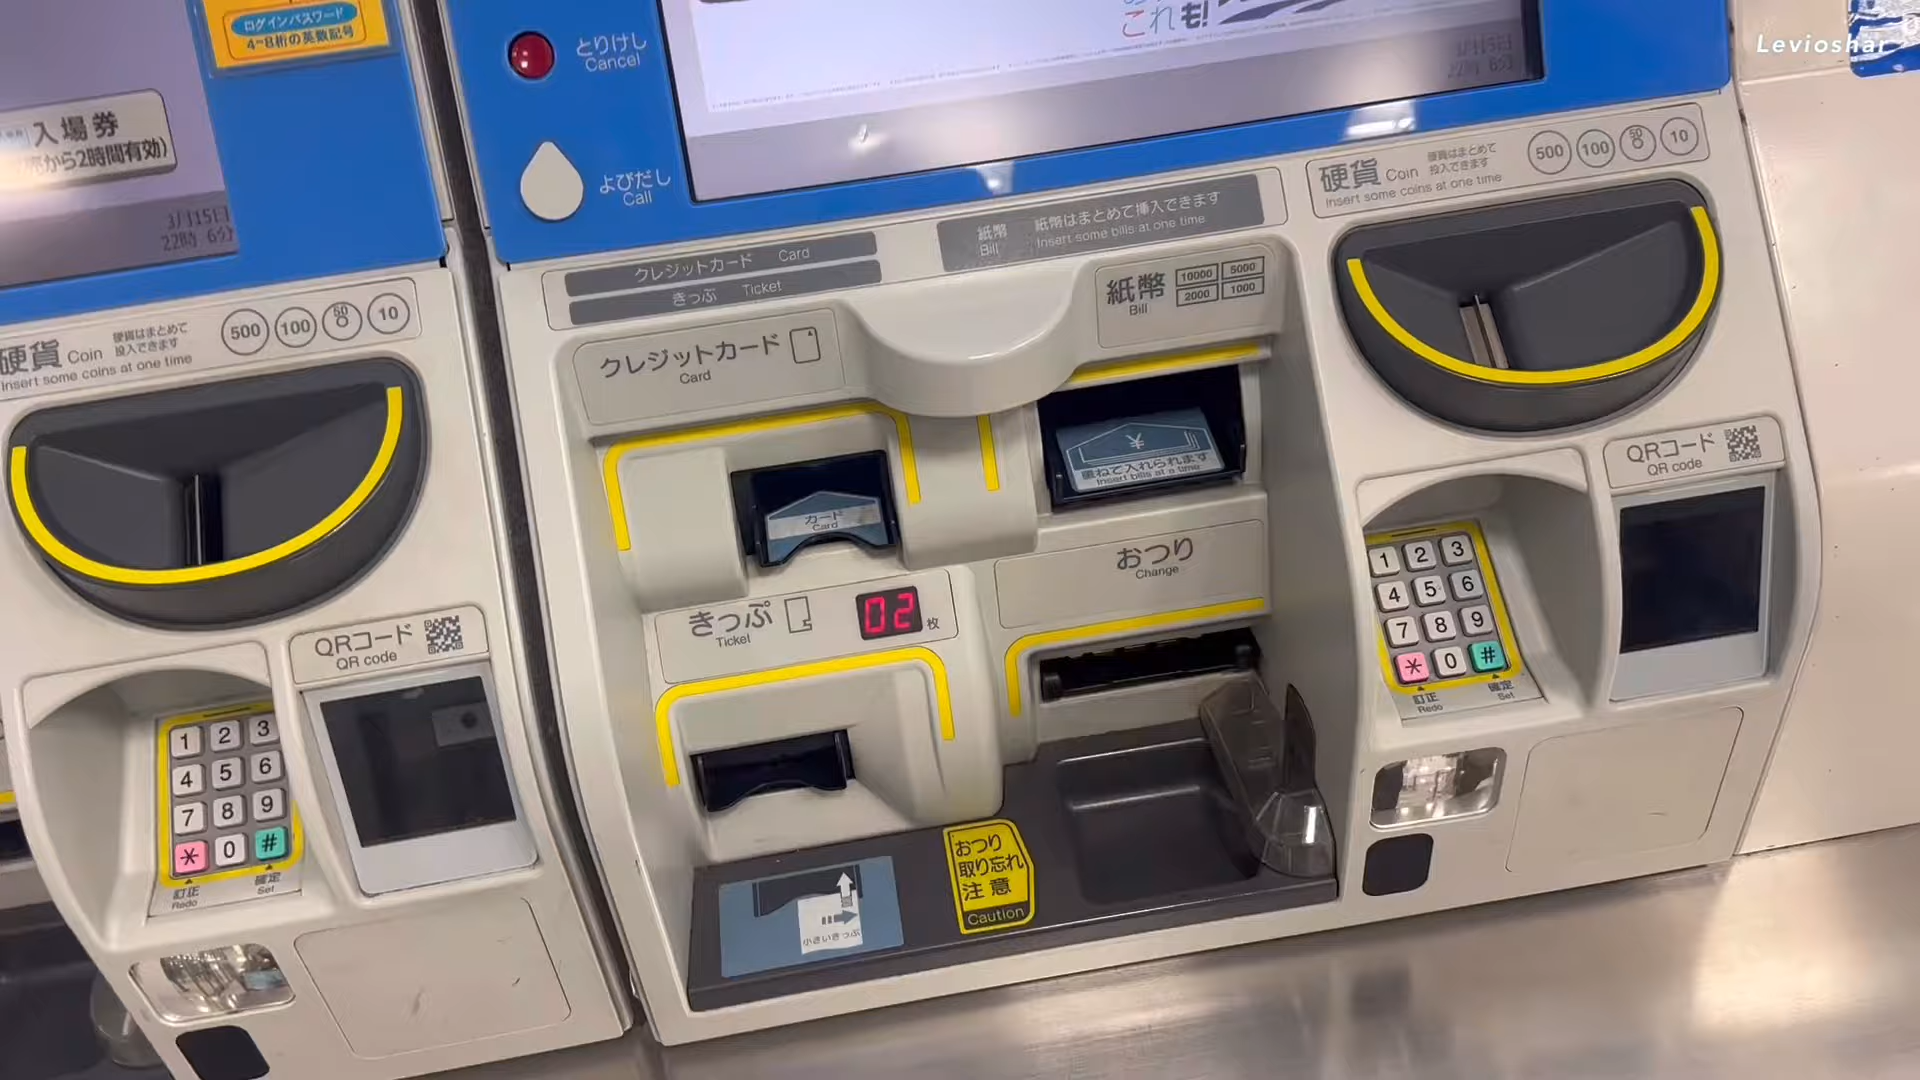 ログインパスワード
4~8桁の英数記号
入場券
から2時間有効)
3月15日
22時 6分
硬貨 Coin
硬貨はまとめて
投入できます
Insert some coins at one time
500 100 50 10
QRコード
QR code
1 2 3
4 5 6
7 8 9
* 0 #
訂正
Redo
確定
Set
とりけし
Cancel
よびだし
Call
これも!
3月15日
22時 6分
クレジットカード Card
きっぷ Ticket
紙幣
Bill
紙幣はまとめて挿入できます
Insert some bills at one time
クレジットカード
Card
紙幣
Bill
10000 5000
2000 1000
カード
Card
¥
重ねて入れられます
Insert bills at a time
おつり
Change
きっぷ
Ticket
02 枚
小さいきっぷ
おつり
取り忘れ
注意
Caution
硬貨 Coin
硬貨はまとめて
投入できます
Insert some coins at one time
500 100 50 10
QRコード
QR code
1 2 3
4 5 6
7 8 9
* 0 #
訂正
Redo
確定
Set
Levioshar